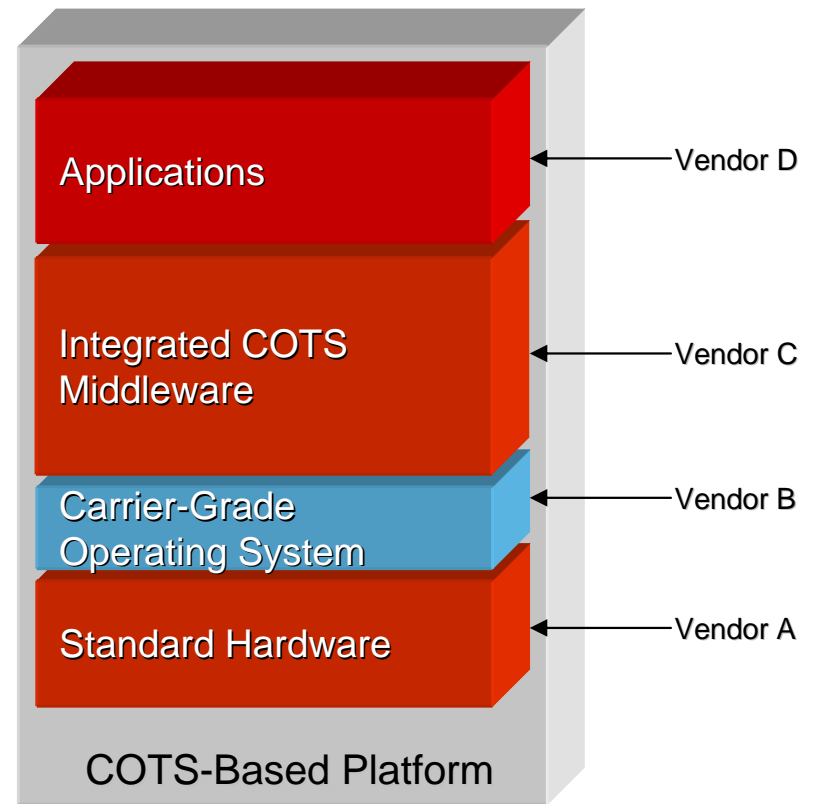 Applications
Vendor D
Integrated COTS
Middleware
Vendor C
Carrier-Grade
Operating System
Vendor B
Standard Hardware
Vendor A
COTS-Based Platform